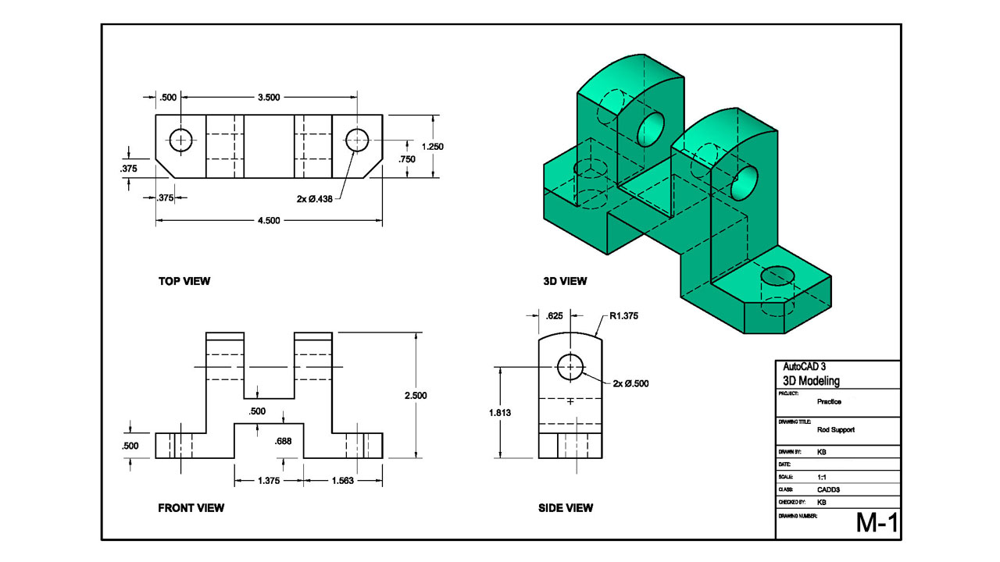 .500
3.500
1.250
.750
.375
.375
2x Ø.438
4.500
TOP VIEW
3D VIEW
.625
R1.375
2x Ø.500
1.813
SIDE VIEW
2.500
.500
.688
.500
1.375
1.563
FRONT VIEW
AutoCAD 3
3D Modeling
PROJECT:
Practice
DRAWING TITLE:
Rod Support
DRAWN BY: KB
DATE:
SCALE: 1:1
CLASS: CADD3
CHECKED BY: KB
DRAWING NUMBER:
M-1